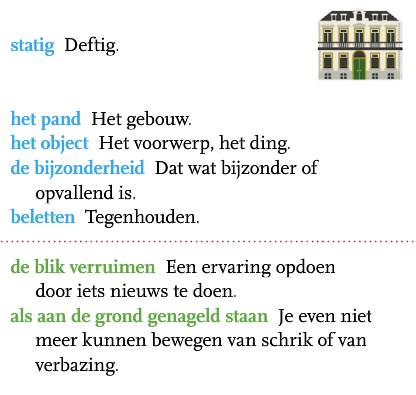 statig Deftig.
het pand Het gebouw.
het object Het voorwerp, het ding.
de bijzonderheid Dat wat bijzonder of
opvallend is.
beletten Tegenhouden.
de blik verruimen Een ervaring opdoen
door iets nieuws te doen.
als aan de grond genageld staan Je even niet
meer kunnen bewegen van schrik of van
verbazing.